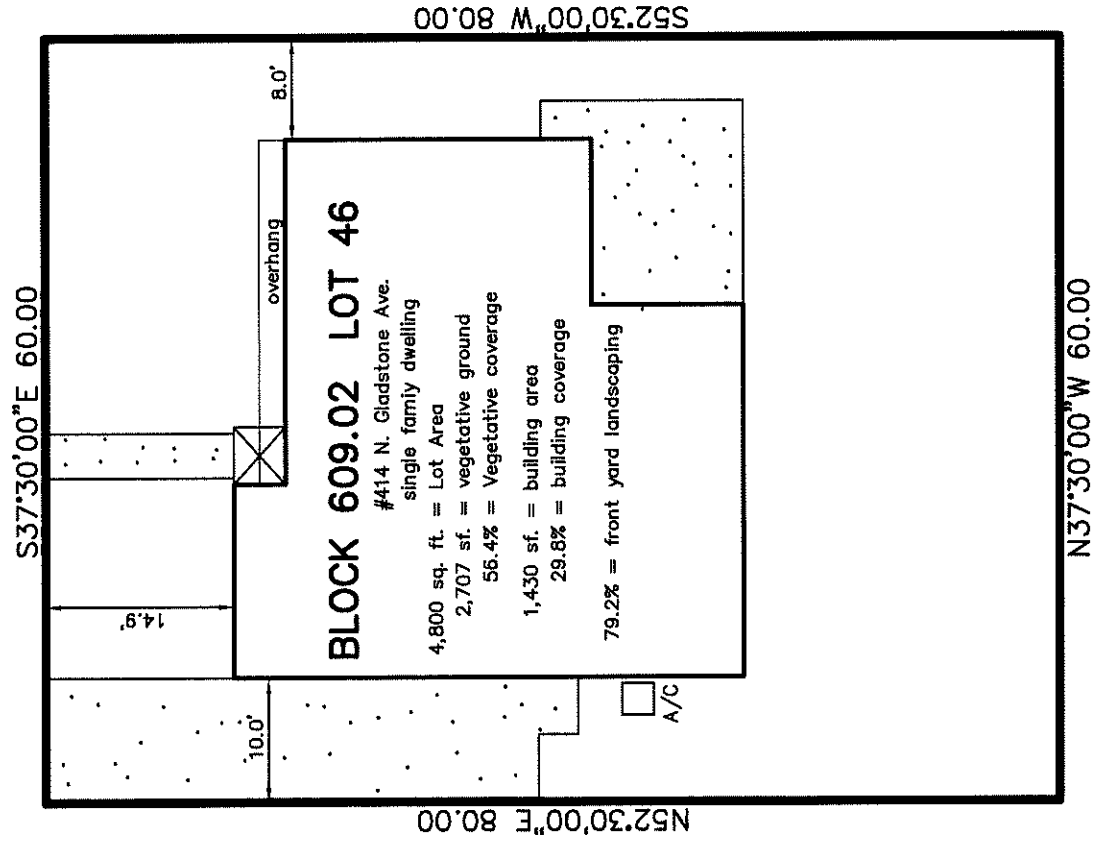 S37°30'00"E 60.00
S52°30'00"W 80.00
8.0'
overhang
14.9'
10.0'
BLOCK 609.02 LOT 46
#414 N. Gladstone Ave.
single famiy dwelling
4,800 sq. ft. = Lot Area
2,707 sf. = vegetative ground
56.4% = Vegetative coverage
1,430 sf. = building area
29.8% = building coverage
79.2% = front yard landscaping
A/C
N52°30'00"E 80.00
N37°30'00"W 60.00